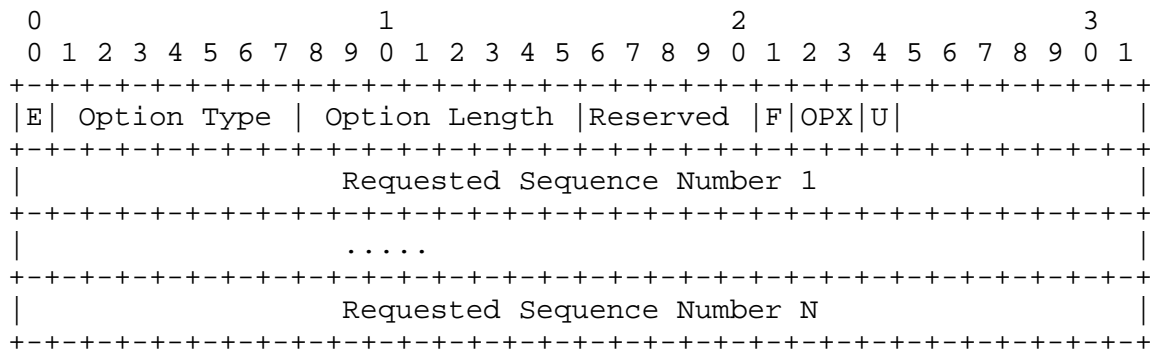 0                   1                   2                   3
 0 1 2 3 4 5 6 7 8 9 0 1 2 3 4 5 6 7 8 9 0 1 2 3 4 5 6 7 8 9 0 1
+-+-+-+-+-+-+-+-+-+-+-+-+-+-+-+-+-+-+-+-+-+-+-+-+-+-+-+-+-+-+-+-+
|E| Option Type | Option Length |Reserved |F|OPX|U|             |
+-+-+-+-+-+-+-+-+-+-+-+-+-+-+-+-+-+-+-+-+-+-+-+-+-+-+-+-+-+-+-+-+
|                 Requested Sequence Number 1                   |
+-+-+-+-+-+-+-+-+-+-+-+-+-+-+-+-+-+-+-+-+-+-+-+-+-+-+-+-+-+-+-+-+
|                 .....                                         |
+-+-+-+-+-+-+-+-+-+-+-+-+-+-+-+-+-+-+-+-+-+-+-+-+-+-+-+-+-+-+-+-+
|                 Requested Sequence Number N                   |
+-+-+-+-+-+-+-+-+-+-+-+-+-+-+-+-+-+-+-+-+-+-+-+-+-+-+-+-+-+-+-+-+